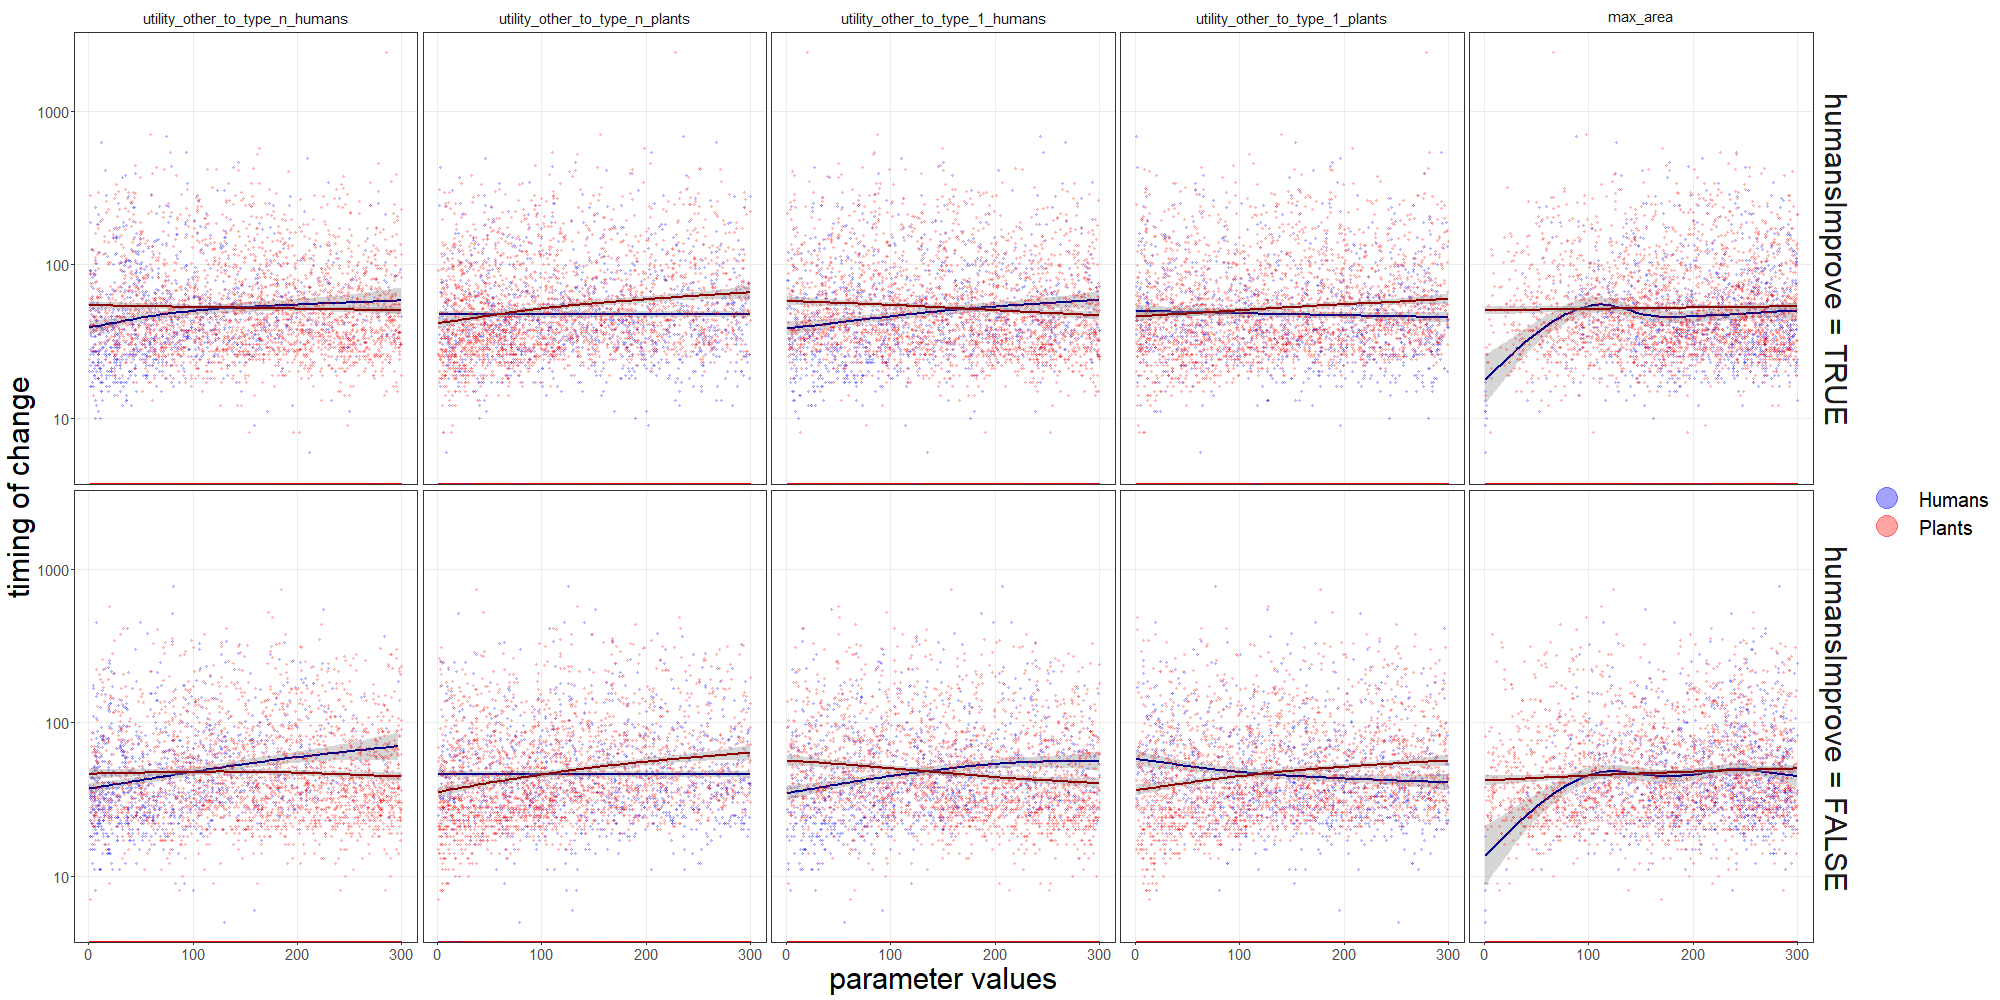 utility_other_to_type_n_humans
utility_other_to_type_n_plants
utility_other_to_type_1_humans
utility_other_to_type_1_plants
max_area
1000
100
10
humansImprove = TRUE
1000
100
10
humansImprove = FALSE
timing of change
Humans
Plants
0 100 200 300
0 100 200 300
0 100 200 300
0 100 200 300
0 100 200 300
parameter values